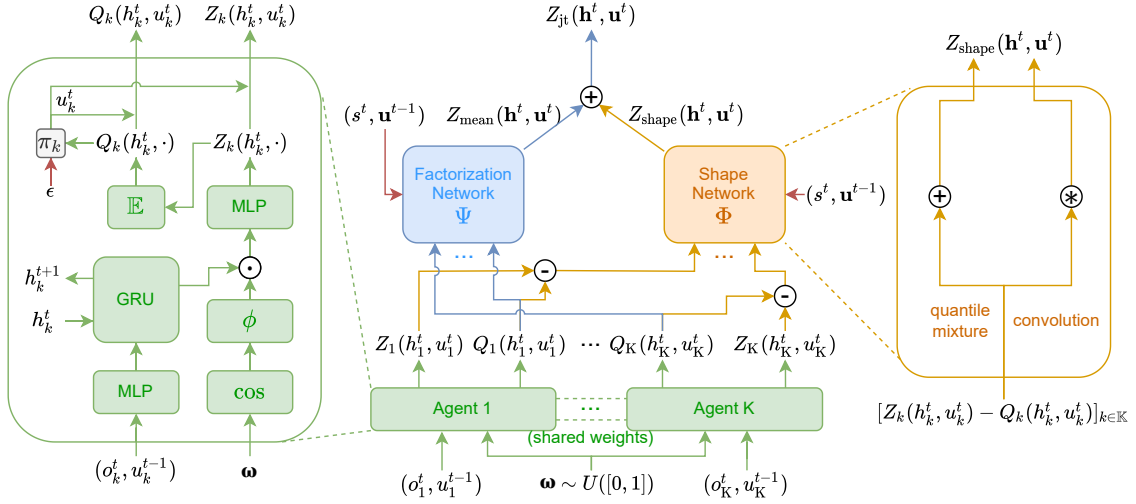 Q_k(h_k^t, u_k^t)
Z_k(h_k^t, u_k^t)
u_k^t
π_k
Q_k(h_k^t, ·)
Z_k(h_k^t, ·)
ϵ
𝔼
MLP
h_k^{t+1}
h_k^t
GRU
ϕ
MLP
cos
(o_k^t, u_k^{t-1})
ω
Z_jt(𝐡^t, 𝐮^t)
+
(s^t, 𝐮^{t-1})
Z_mean(𝐡^t, 𝐮^t)
Z_shape(𝐡^t, 𝐮^t)
Factorization
Network
Ψ
Shape
Network
Φ
(s^t, 𝐮^{t-1})
...
...
-
-
Z_1(h_1^t, u_1^t)
Q_1(h_1^t, u_1^t)
...
Q_K(h_K^t, u_K^t)
Z_K(h_K^t, u_K^t)
Agent 1
...
Agent K
(shared weights)
(o_1^t, u_1^{t-1})
ω ~ U([0, 1])
(o_K^t, u_K^{t-1})
Z_shape(𝐡^t, 𝐮^t)
+
*
quantile
mixture
convolution
[Z_k(h_k^t, u_k^t) − Q_k(h_k^t, u_k^t)]_{k∈𝕂}